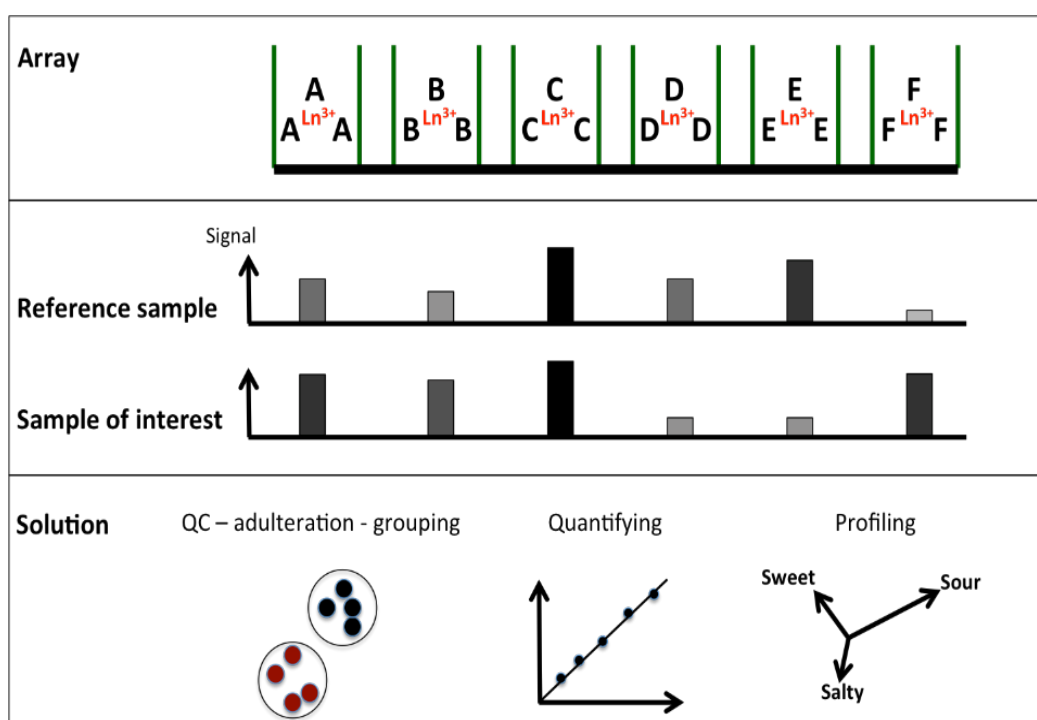 Array
A B C D E F
A Ln³⁺ A B Ln³⁺ B C Ln³⁺ C D Ln³⁺ D E Ln³⁺ E F Ln³⁺ F
Signal
Reference sample
Sample of interest
Solution QC – adulteration - grouping Quantifying Profiling
Sweet Sour
Salty